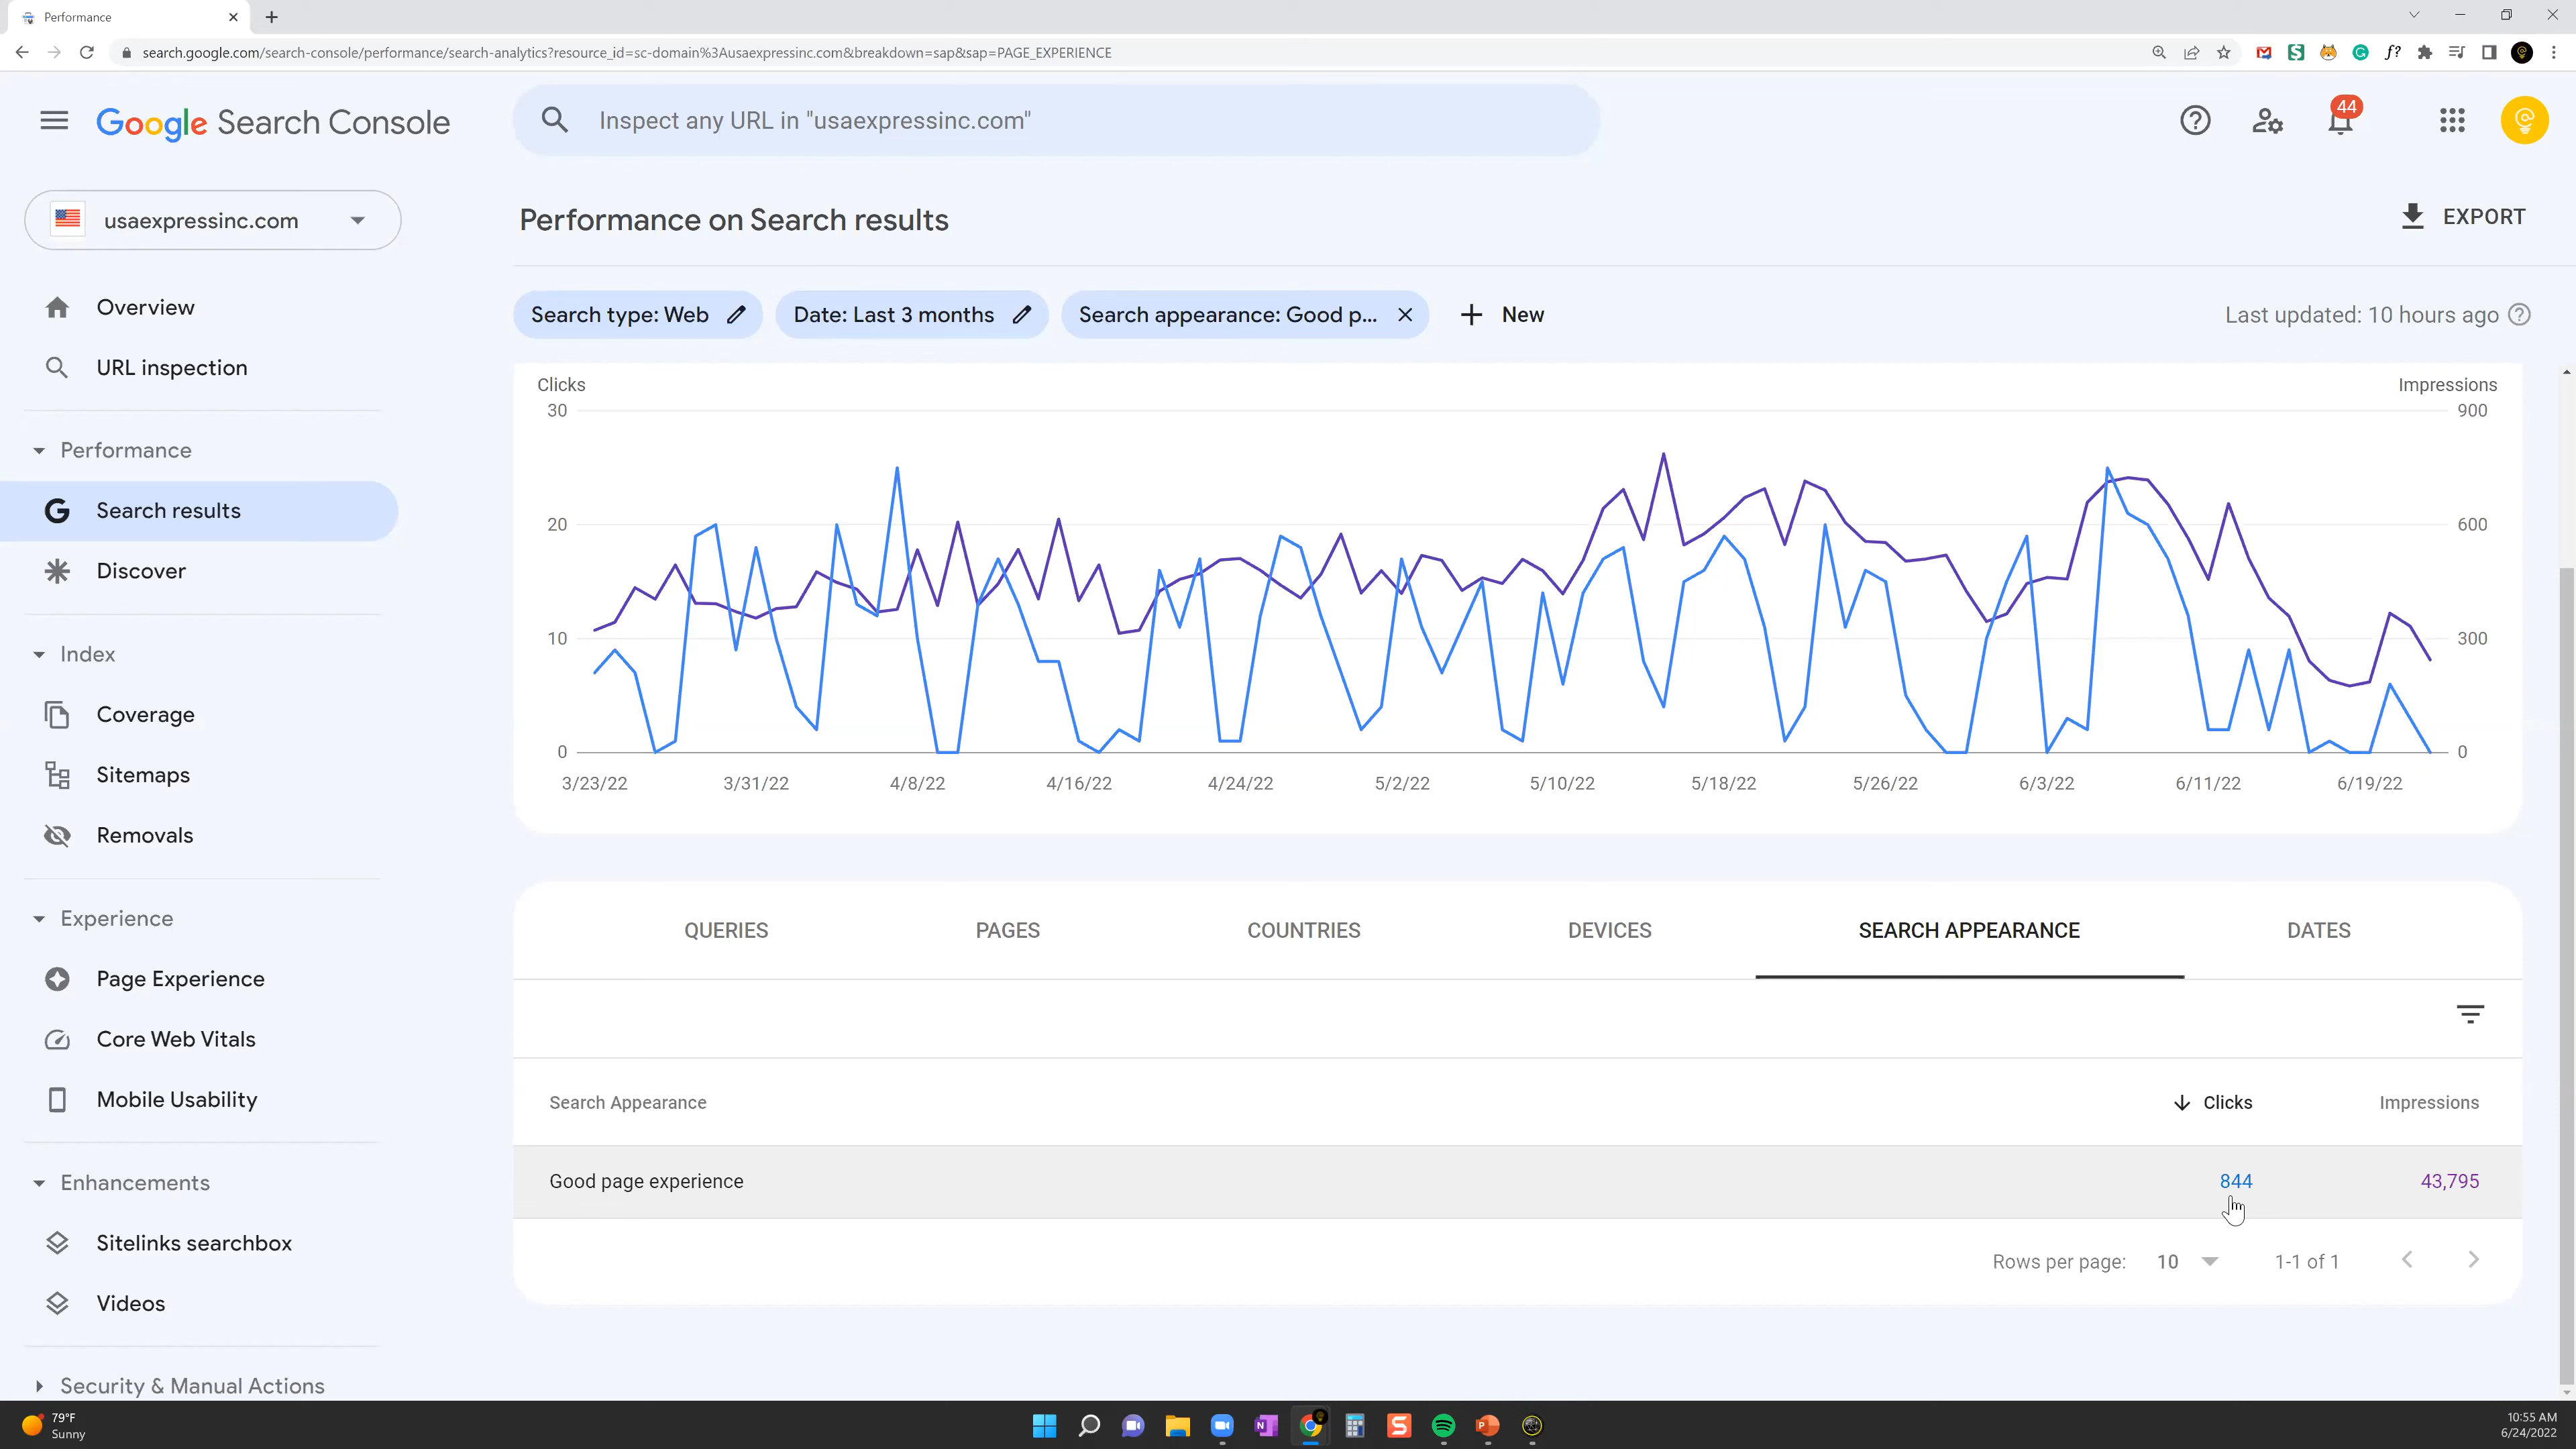 Performance
search.google.com/search-console/performance/search-analytics?resource_id=sc-domain%3Ausaexpressinc.com&breakdown=sap&sap=PAGE_EXPERIENCE
f?
Google Search Console
Inspect any URL in "usaexpressinc.com"
44
usaexpressinc.com
Performance on Search results
EXPORT
Search type: Web
Date: Last 3 months
Search appearance: Good p...
New
Last updated: 10 hours ago
Overview
URL inspection
Performance
Search results
Discover
Index
Coverage
Sitemaps
Removals
Experience
Page Experience
Core Web Vitals
Mobile Usability
Enhancements
Sitelinks searchbox
Videos
Security & Manual Actions
Clicks Impressions
30 900
20 600
10 300
0 0
3/23/22 3/31/22 4/8/22 4/16/22 4/24/22 5/2/22 5/10/22 5/18/22 5/26/22 6/3/22 6/11/22 6/19/22
QUERIES PAGES COUNTRIES DEVICES SEARCH APPEARANCE DATES
Search Appearance Clicks Impressions
Good page experience 844 43,795
Rows per page: 10 1-1 of 1
79°F
Sunny
10:55 AM
6/24/2022